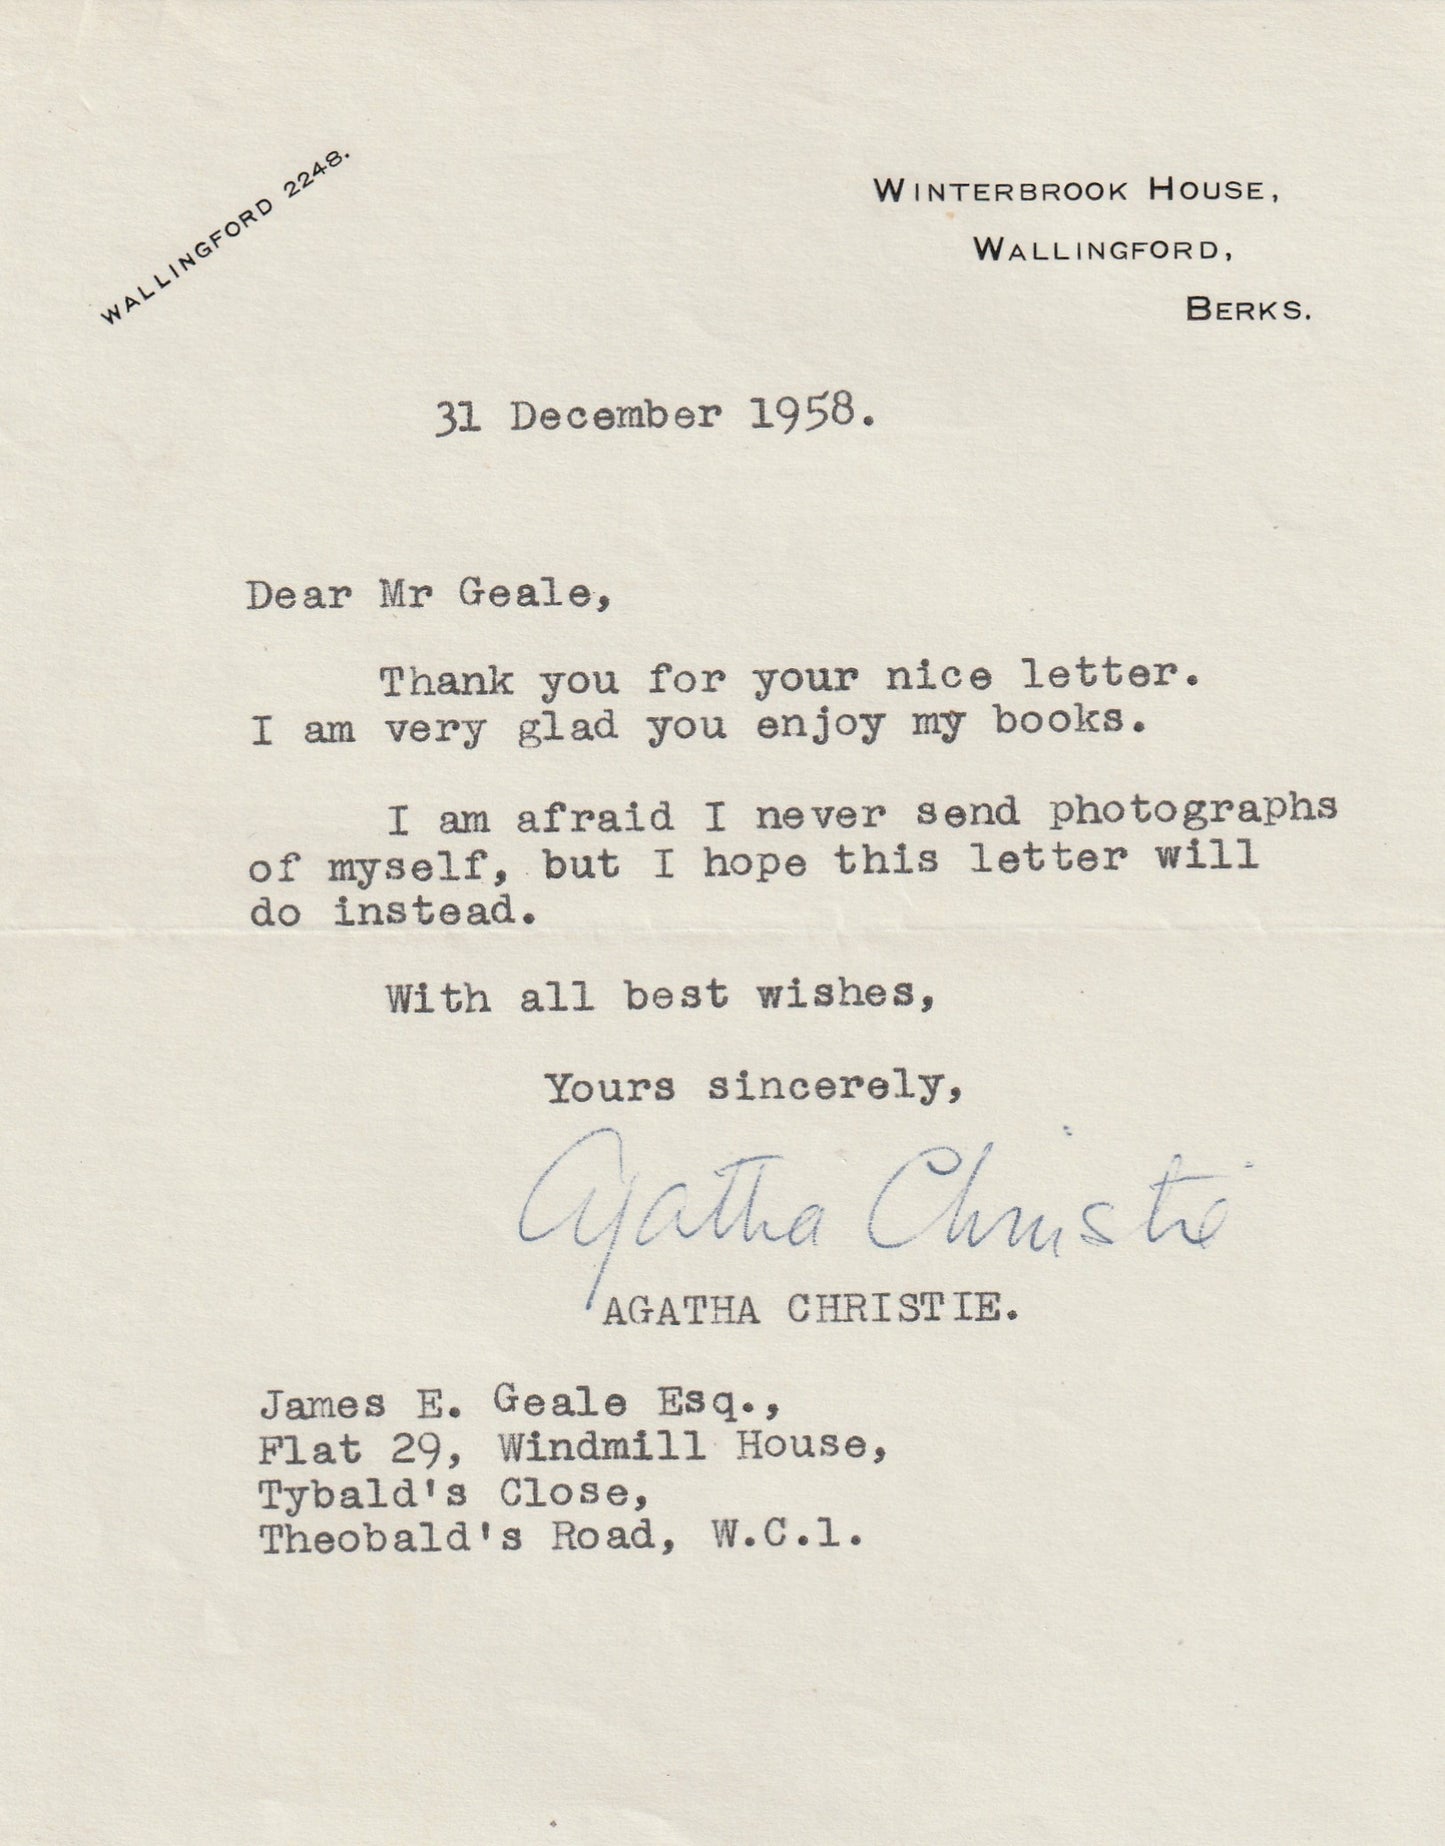 WALLINGFORD 2248.
WINTERBROOK HOUSE,
WALLINGFORD,
BERKS.
31 December 1958.
Dear Mr Geale,
Thank you for your nice letter.
I am very glad you enjoy my books.
I am afraid I never send photographs
of myself, but I hope this letter will
do instead.
With all best wishes,
Yours sincerely,
Agatha Christie
AGATHA CHRISTIE.
James E. Geale Esq.,
Flat 29, Windmill House,
Tybald's Close,
Theobald's Road, W.C.1.